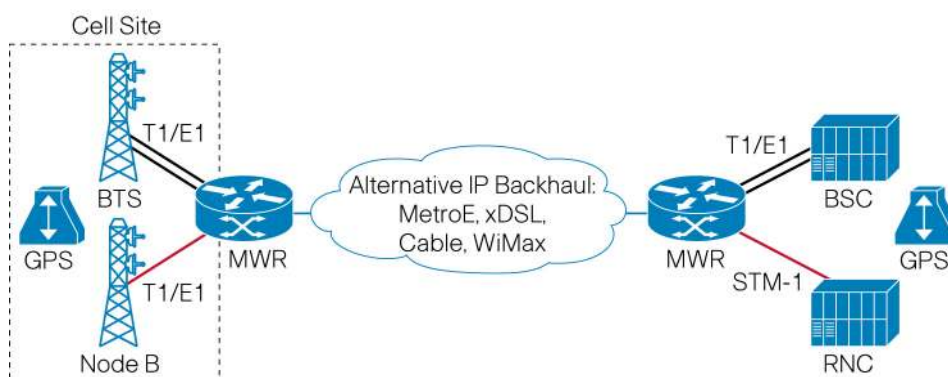 Cell Site
T1/E1
BTS
GPS
T1/E1
Node B
MWR
Alternative IP Backhaul:
MetroE, xDSL,
Cable, WiMax
MWR
T1/E1
BSC
GPS
STM-1
RNC